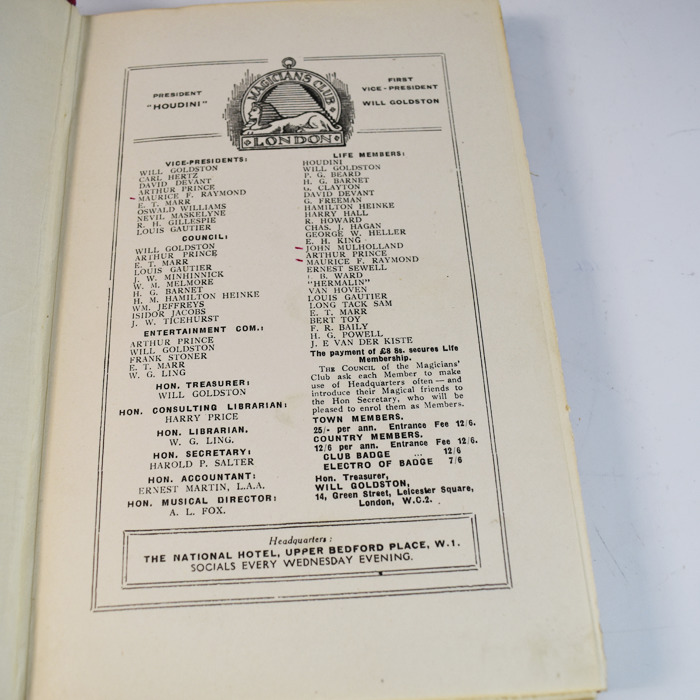 PRESIDENT
"HOUDINI"
MAGICIANS CLUB
LONDON
FIRST
VICE-PRESIDENT
WILL GOLDSTON
VICE-PRESIDENTS:
WILL GOLDSTON
CARL HERTZ
DAVID DEVANT
ARTHUR PRINCE
MAURICE F. RAYMOND
E. T. MARR
OSWALD WILLIAMS
NEVIL MASKELYNE
R. H. GILLESPIE
LOUIS GAUTIER
COUNCIL:
WILL GOLDSTON
ARTHUR PRINCE
E. T. MARR
LOUIS GAUTIER
J. W. MINHINNICK
W. M. MELMORE
H. G. BARNET
H. M. HAMILTON HEINKE
WM. JEFFREYS
ISIDOR JACOBS
J. W. TICEHURST
ENTERTAINMENT COM.:
ARTHUR PRINCE
WILL GOLDSTON
FRANK STONER
E. T. MARR
W. G. LING
HON. TREASURER:
WILL GOLDSTON
HON. CONSULTING LIBRARIAN:
HARRY PRICE
HON. LIBRARIAN.
W. G. LING.
HON. SECRETARY:
HAROLD P. SALTER
HON. ACCOUNTANT:
ERNEST MARTIN, L.A.A.
HON. MUSICAL DIRECTOR:
A. L. FOX.
LIFE MEMBERS:
HOUDINI
WILL GOLDSTON
P. G. BEARD
H. G. BARNET
G. CLAYTON
DAVID DEVANT
G. FREEMAN
HAMILTON HEINKE
HARRY HALL
R. HOWARD
CHAS. J. HAGAN
GEORGE W. HELLER
E. H. KING
JOHN MULHOLLAND
ARTHUR PRINCE
MAURICE F. RAYMOND
ERNEST SEWELL
B. WARD
"HERMALIN"
VAN HOVEN
LOUIS GAUTIER
LONG TACK SAM
E. T. MARR
BERT TOY
F. R. BAILY
H. G. POWELL
J. E VAN DER KISTE
The payment of £8 8s. secures Life
Membership.
THE COUNCIL of the Magicians'
Club ask each Member to make
use of Headquarters often—and
introduce their Magical friends to
the Hon Secretary, who will be
pleased to enrol them as Members.
TOWN MEMBERS.
25/- per ann. Entrance Fee 12/6.
COUNTRY MEMBERS.
12/6 per ann. Entrance Fee 12/6.
CLUB BADGE ... 12/6
ELECTRO OF BADGE 7/6
Hon. Treasurer,
WILL GOLDSTON,
14, Green Street, Leicester Square,
London, W.C.2.
Headquarters:
THE NATIONAL HOTEL, UPPER BEDFORD PLACE, W.1.
SOCIALS EVERY WEDNESDAY EVENING.